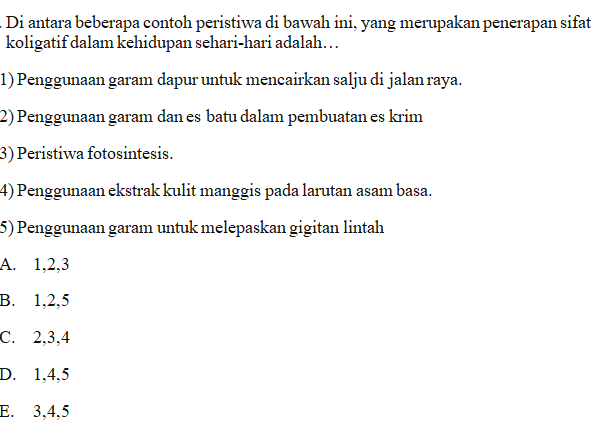 . Di antara beberapa contoh peristiwa di bawah ini, yang merupakan penerapan sifat
koligatif dalam kehidupan sehari-hari adalah…
1) Penggunaan garam dapur untuk mencairkan salju di jalan raya.
2) Penggunaan garam dan es batu dalam pembuatan es krim
3) Peristiwa fotosintesis.
4) Penggunaan ekstrak kulit manggis pada larutan asam basa.
5) Penggunaan garam untuk melepaskan gigitan lintah
A. 1,2,3
B. 1,2,5
C. 2,3,4
D. 1,4,5
E. 3,4,5